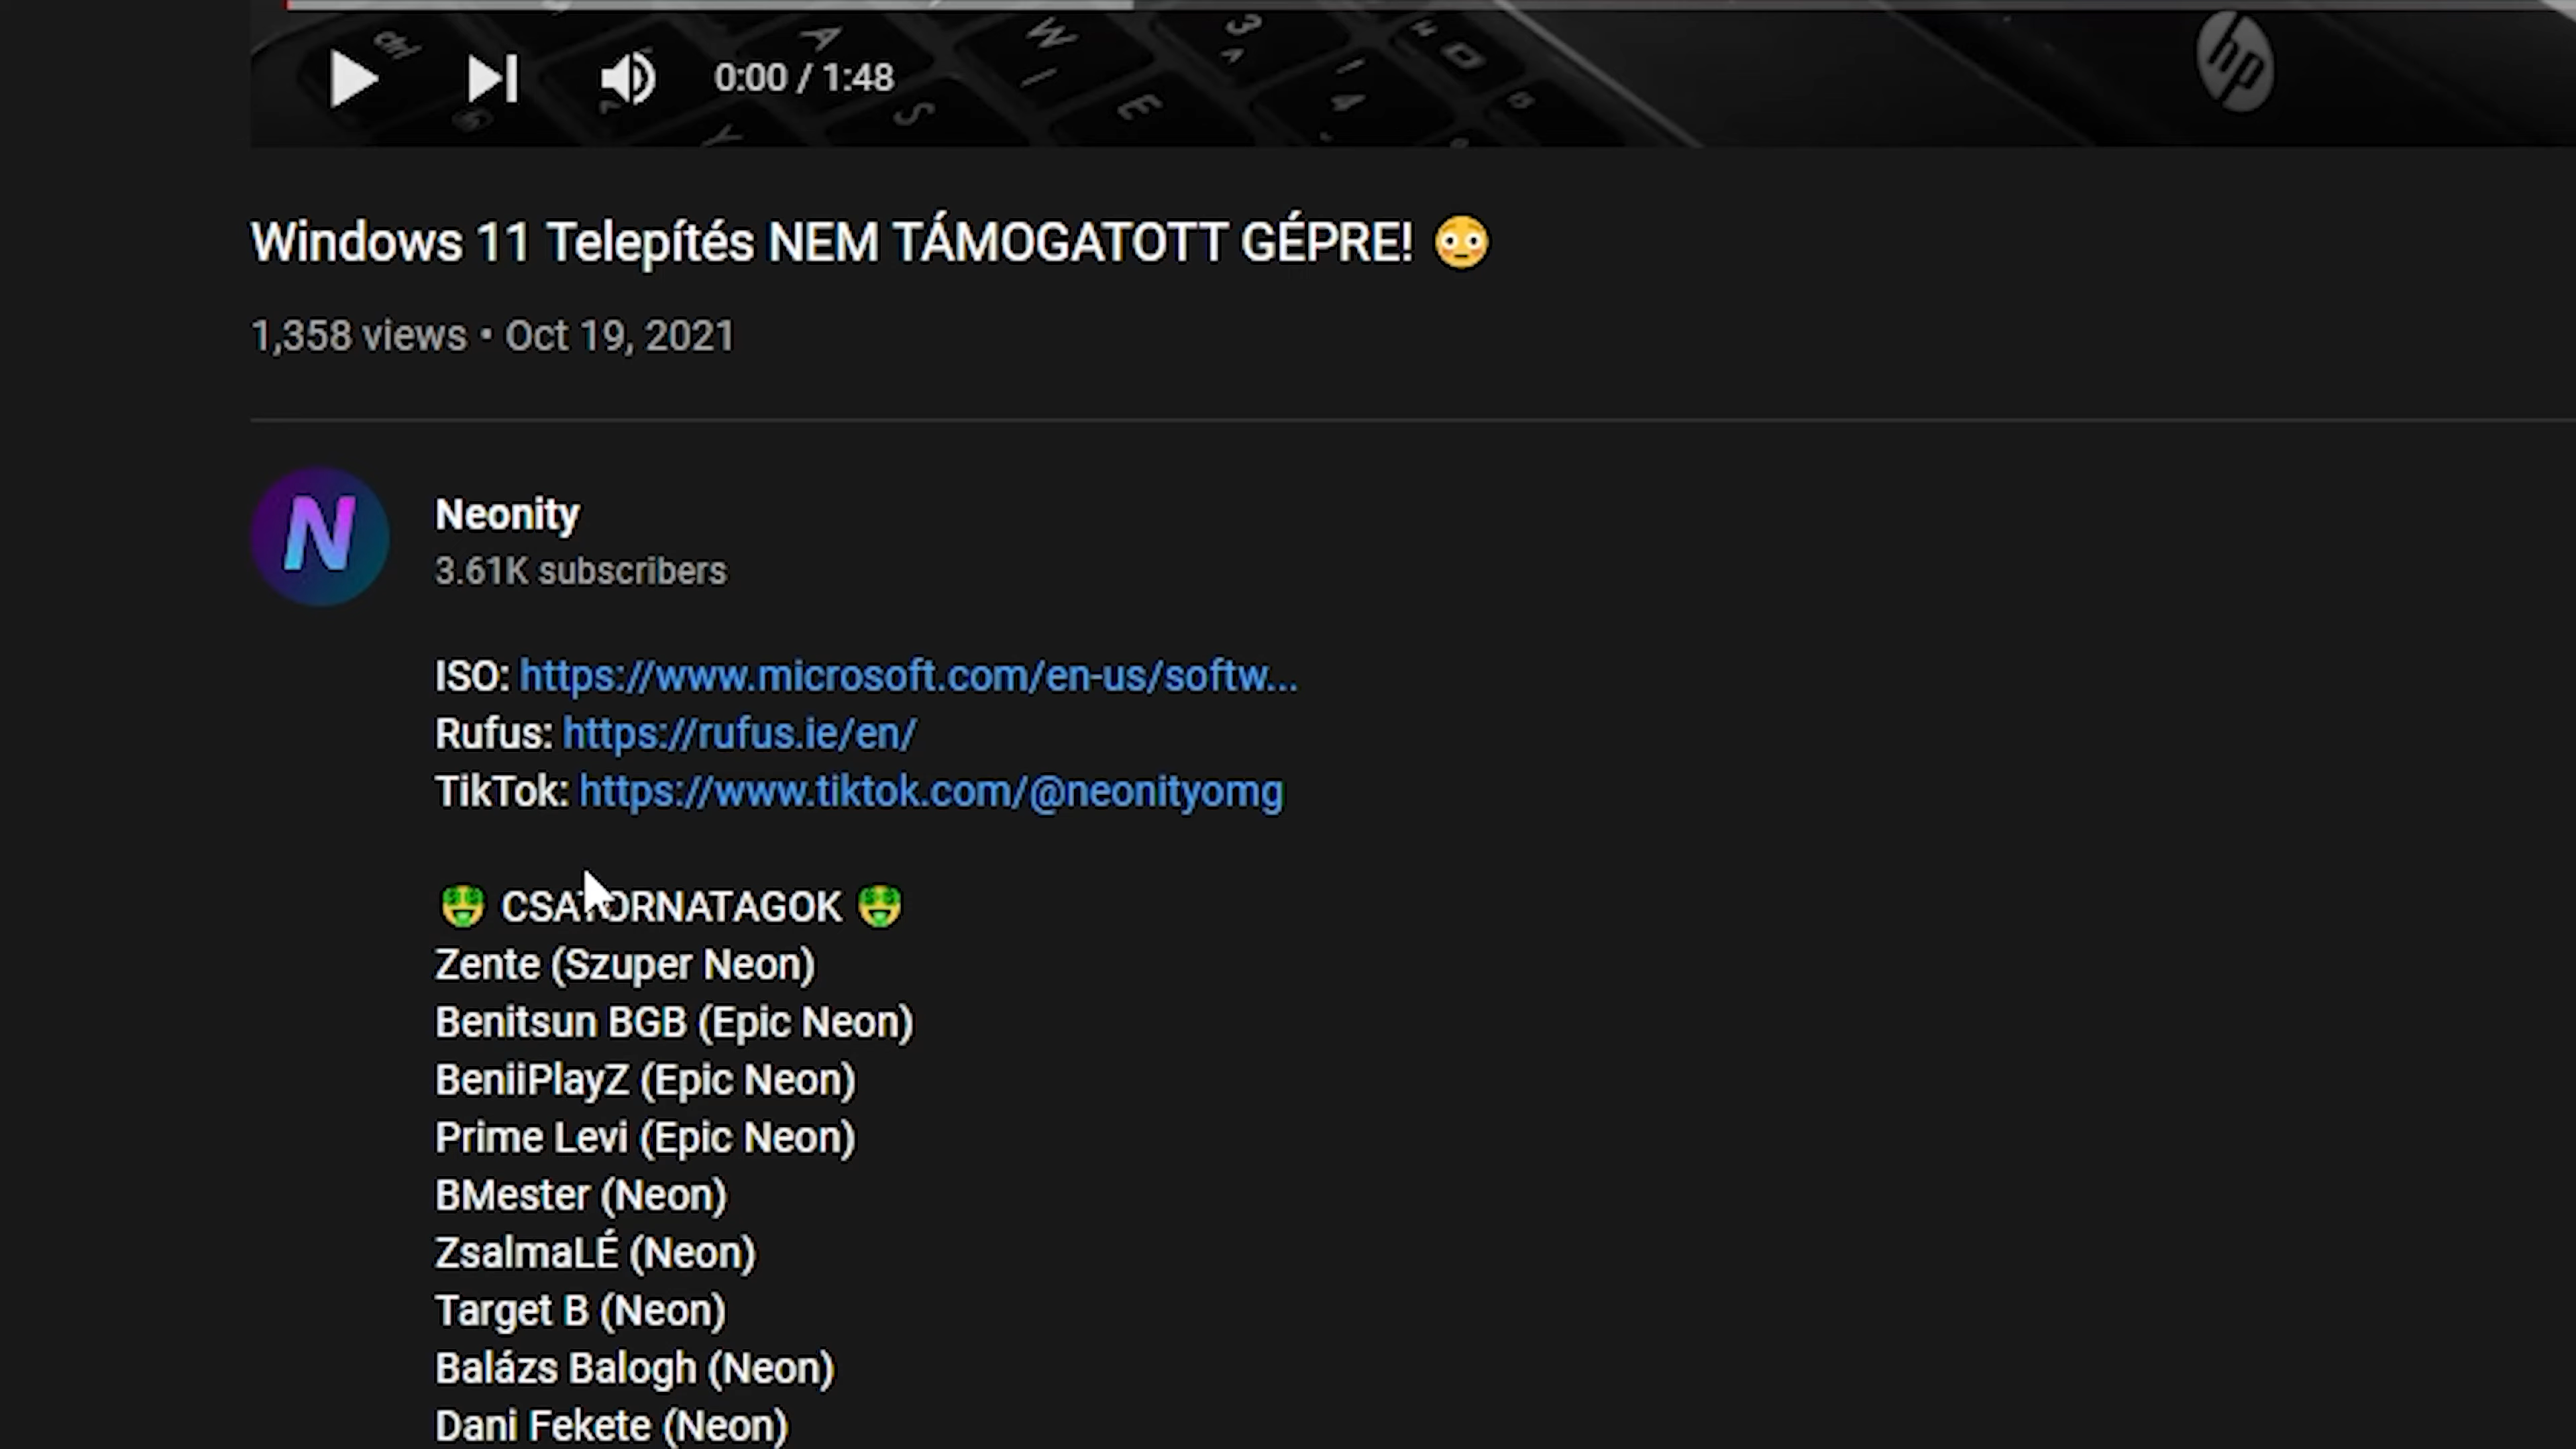 0:00 / 1:48
hp
Windows 11 Telepítés NEM TÁMOGATOTT GÉPRE! 😳
1,358 views • Oct 19, 2021
N
Neonity
3.61K subscribers
ISO: https://www.microsoft.com/en-us/softw...
Rufus: https://rufus.ie/en/
TikTok: https://www.tiktok.com/@neonityomg
🤑 CSATORNATAGOK 🤑
Zente (Szuper Neon)
Benitsun BGB (Epic Neon)
BeniiPlayZ (Epic Neon)
Prime Levi (Epic Neon)
BMester (Neon)
ZsalmaLÉ (Neon)
Target B (Neon)
Balázs Balogh (Neon)
Dani Fekete (Neon)